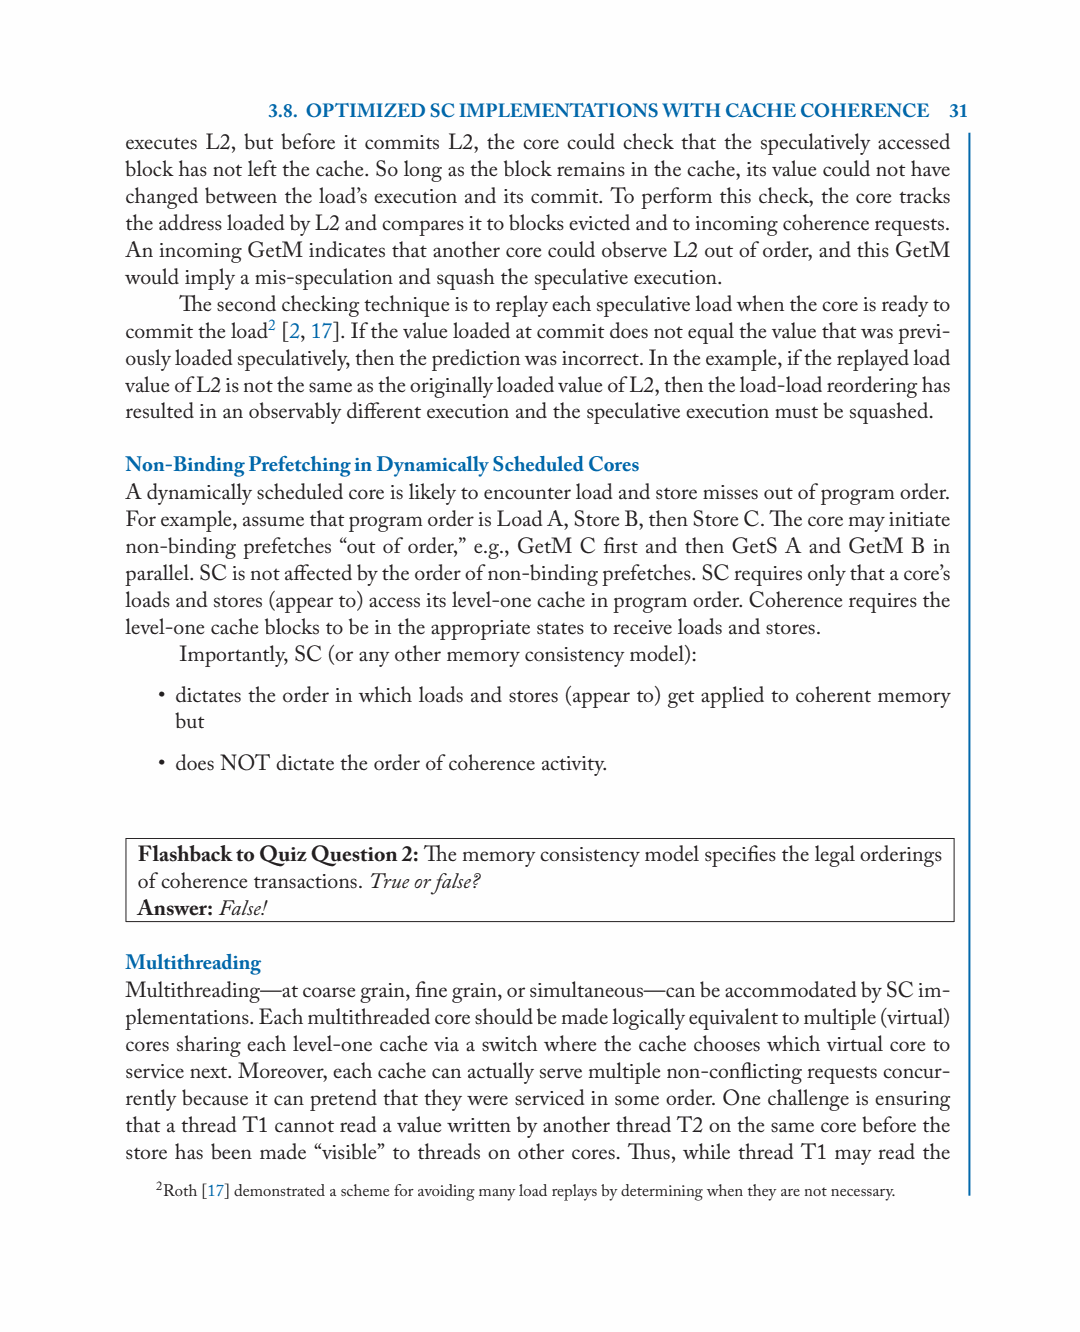 3.8. OPTIMIZED SC IMPLEMENTATIONS WITH CACHE COHERENCE 31
executes L2, but before it commits L2, the core could check that the speculatively accessed
block has not left the cache. So long as the block remains in the cache, its value could not have
changed between the load’s execution and its commit. To perform this check, the core tracks
the address loaded by L2 and compares it to blocks evicted and to incoming coherence requests.
An incoming GetM indicates that another core could observe L2 out of order, and this GetM
would imply a mis-speculation and squash the speculative execution.
The second checking technique is to replay each speculative load when the core is ready to
commit the load² [2, 17]. If the value loaded at commit does not equal the value that was previ-
ously loaded speculatively, then the prediction was incorrect. In the example, if the replayed load
value of L2 is not the same as the originally loaded value of L2, then the load-load reordering has
resulted in an observably different execution and the speculative execution must be squashed.
Non-Binding Prefetching in Dynamically Scheduled Cores
A dynamically scheduled core is likely to encounter load and store misses out of program order.
For example, assume that program order is Load A, Store B, then Store C. The core may initiate
non-binding prefetches “out of order,” e.g., GetM C first and then GetS A and GetM B in
parallel. SC is not affected by the order of non-binding prefetches. SC requires only that a core’s
loads and stores (appear to) access its level-one cache in program order. Coherence requires the
level-one cache blocks to be in the appropriate states to receive loads and stores.
Importantly, SC (or any other memory consistency model):
• dictates the order in which loads and stores (appear to) get applied to coherent memory
but
• does NOT dictate the order of coherence activity.
Flashback to Quiz Question 2: The memory consistency model specifies the legal orderings
of coherence transactions. True or false?
Answer: False!
Multithreading
Multithreading—at coarse grain, fine grain, or simultaneous—can be accommodated by SC im-
plementations. Each multithreaded core should be made logically equivalent to multiple (virtual)
cores sharing each level-one cache via a switch where the cache chooses which virtual core to
service next. Moreover, each cache can actually serve multiple non-conflicting requests concur-
rently because it can pretend that they were serviced in some order. One challenge is ensuring
that a thread T1 cannot read a value written by another thread T2 on the same core before the
store has been made “visible” to threads on other cores. Thus, while thread T1 may read the
²Roth [17] demonstrated a scheme for avoiding many load replays by determining when they are not necessary.